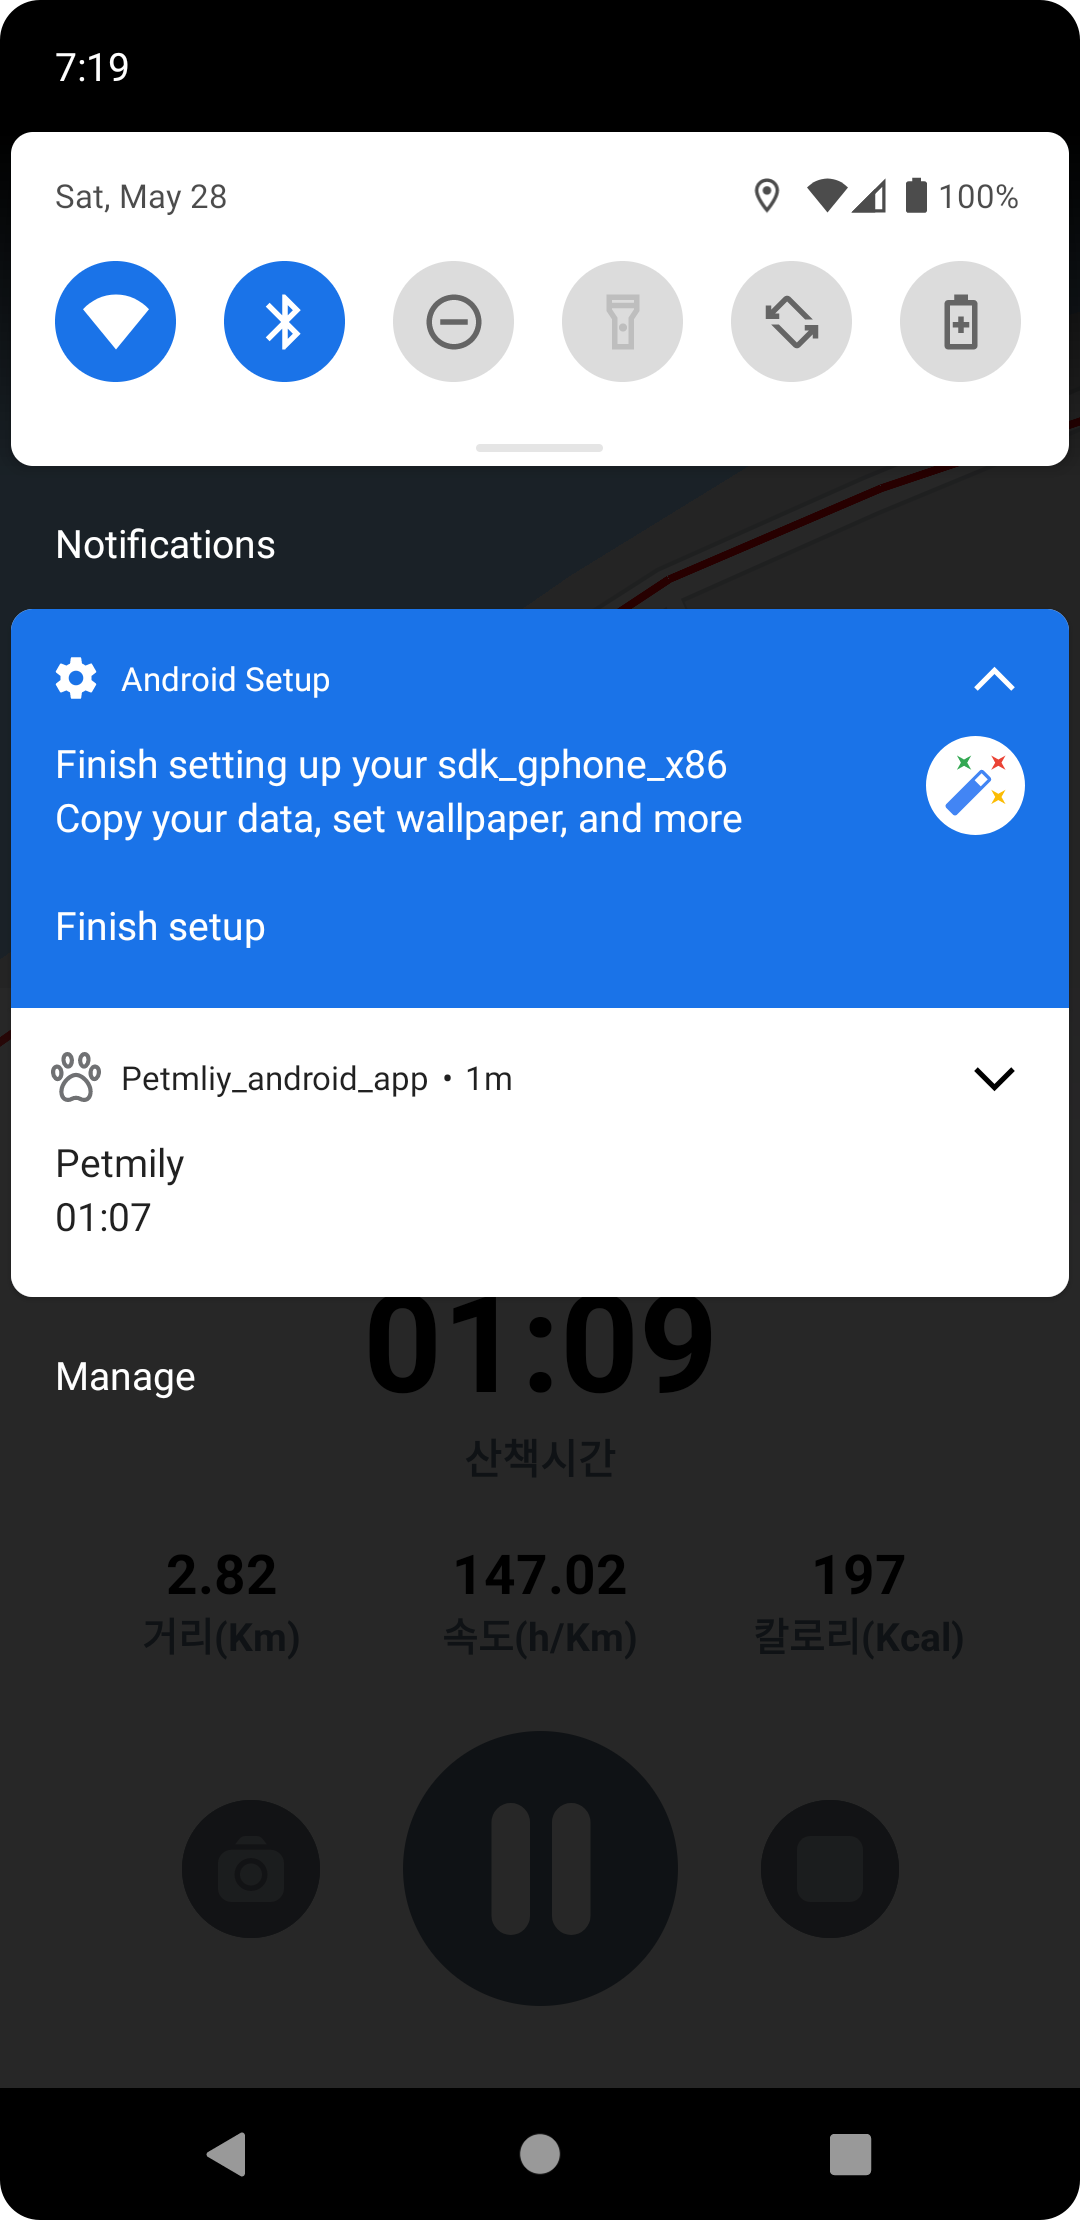 7:19
Sat, May 28
100%
Notifications
Android Setup
Finish setting up your sdk_gphone_x86
Copy your data, set wallpaper, and more
Finish setup
Petmliy_android_app • 1m
Petmily
01:07
01:09
Manage
산책시간
2.82 147.02 197
거리(Km) 속도(h/Km) 칼로리(Kcal)